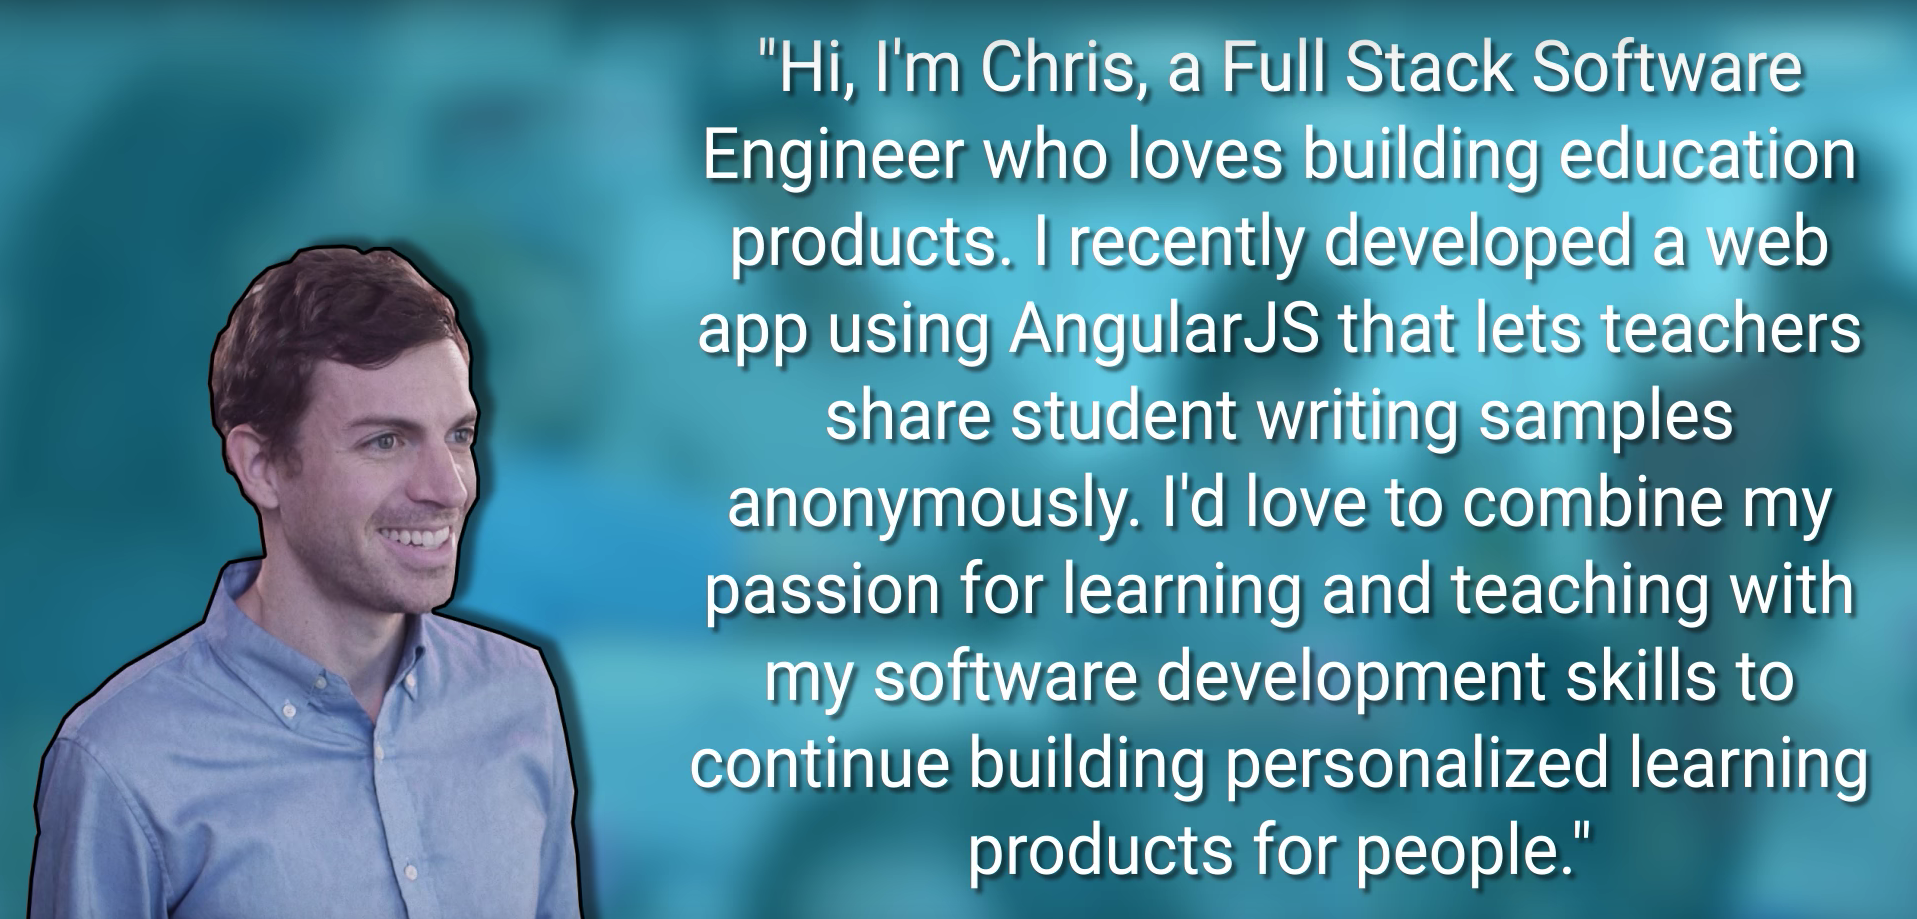 "Hi, I'm Chris, a Full Stack Software
Engineer who loves building education
products. I recently developed a web
app using AngularJS that lets teachers
share student writing samples
anonymously. I'd love to combine my
passion for learning and teaching with
my software development skills to
continue building personalized learning
products for people."